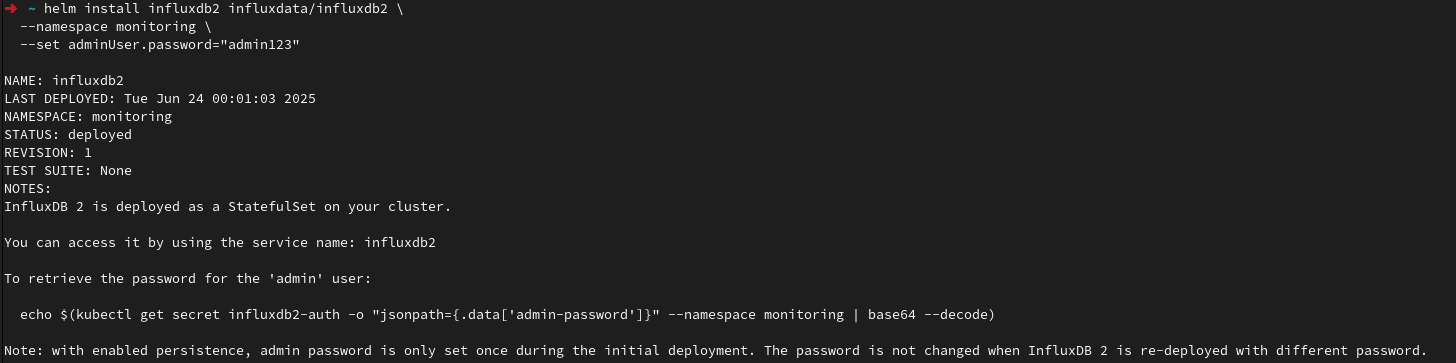 ➜ ~ helm install influxdb2 influxdata/influxdb2 \
  --namespace monitoring \
  --set adminUser.password="admin123"
NAME: influxdb2
LAST DEPLOYED: Tue Jun 24 00:01:03 2025
NAMESPACE: monitoring
STATUS: deployed
REVISION: 1
TEST SUITE: None
NOTES:
InfluxDB 2 is deployed as a StatefulSet on your cluster.
You can access it by using the service name: influxdb2
To retrieve the password for the 'admin' user:
  echo $(kubectl get secret influxdb2-auth -o "jsonpath={.data['admin-password']}" --namespace monitoring | base64 --decode)
Note: with enabled persistence, admin password is only set once during the initial deployment. The password is not changed when InfluxDB 2 is re-deployed with different password.